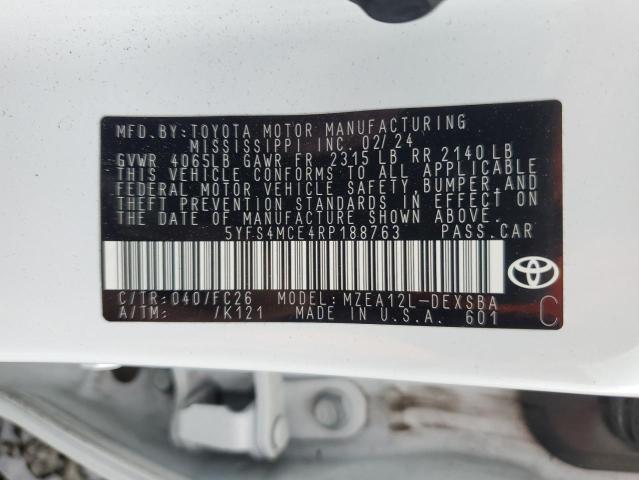 MFD. BY: TOYOTA MOTOR MANUFACTURING
MISSISSIPPI INC. 02/24
GVWR 4065LB GAWR FR 2315 LB RR 2140 LB
THIS VEHICLE CONFORMS TO ALL APPLICABLE
FEDERAL MOTOR VEHICLE SAFETY, BUMPER, AND
THEFT PREVENTION STANDARDS IN EFFECT ON
THE DATE OF MANUFACTURE SHOWN ABOVE.
5YFS4MCE4RP188763 PASS.CAR
C/TR: 040/FC26 MODEL: MZEA12L-DEXSBA
A/TM: /K121 MADE IN U.S.A. 601 C
TOYOTA